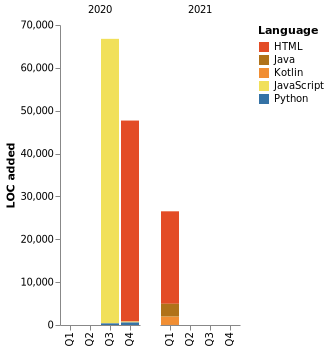 2020 2021
Language
HTML
Java
Kotlin
JavaScript
Python
LOC added
70,000
60,000
50,000
40,000
30,000
20,000
10,000
0
Q1 Q2 Q3 Q4 Q1 Q2 Q3 Q4